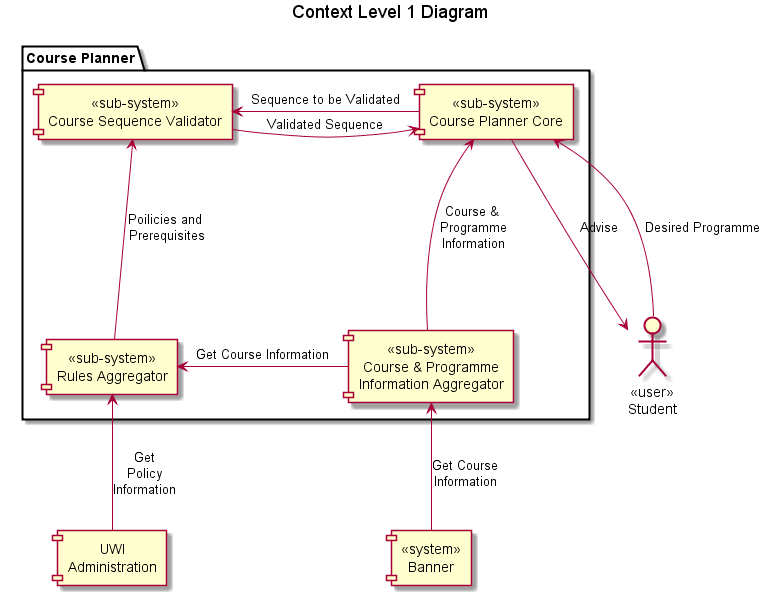 Context Level 1 Diagram
Course Planner
«sub-system»
Course Sequence Validator
Sequence to be Validated
Validated Sequence
«sub-system»
Course Planner Core
Poilicies and
Prerequisites
Course &
Programme
Information
Advise
Desired Programme
«sub-system»
Rules Aggregator
Get Course Information
«sub-system»
Course & Programme
Information Aggregator
«user»
Student
Get
Policy
Information
Get Course
Information
UWI
Administration
«system»
Banner